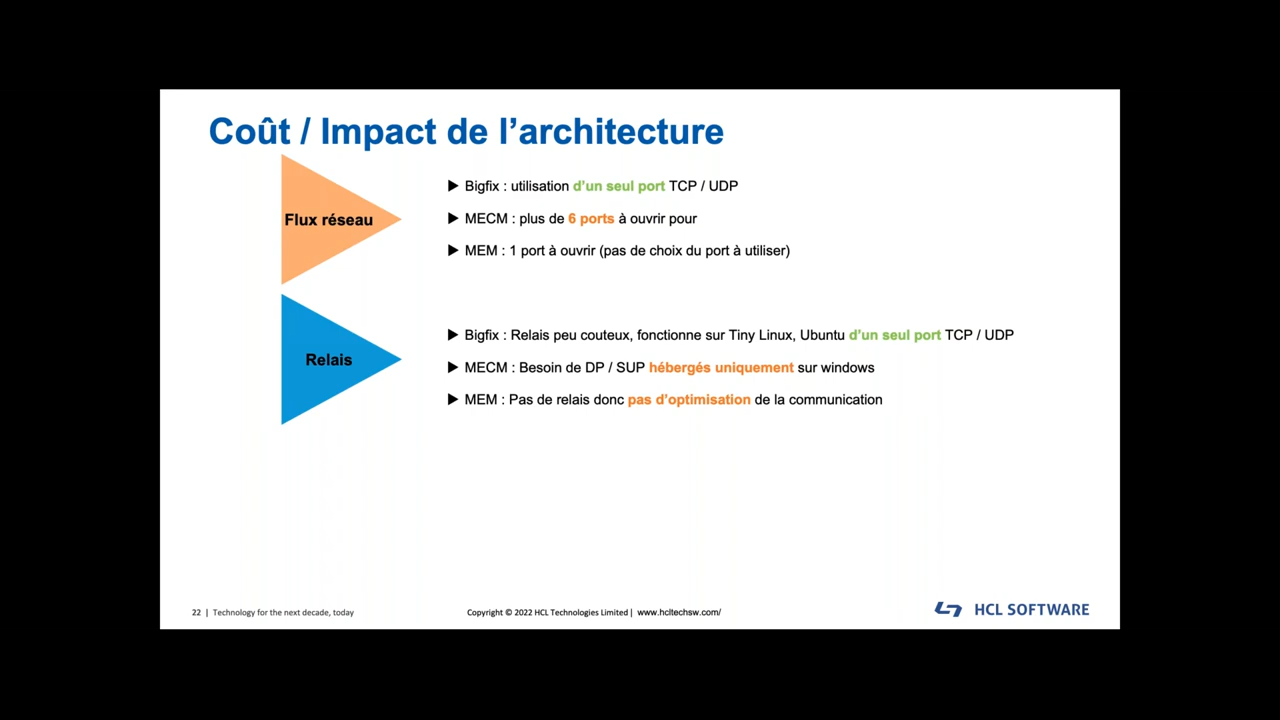 Coût / Impact de l’architecture
Flux réseau
Bigfix : utilisation d’un seul port TCP / UDP
MECM : plus de 6 ports à ouvrir pour
MEM : 1 port à ouvrir (pas de choix du port à utiliser)
Relais
Bigfix : Relais peu couteux, fonctionne sur Tiny Linux, Ubuntu d’un seul port TCP / UDP
MECM : Besoin de DP / SUP hébergés uniquement sur windows
MEM : Pas de relais donc pas d’optimisation de la communication
22 | Technology for the next decade, today
Copyright © 2022 HCL Technologies Limited | www.hcltechsw.com/
HCL SOFTWARE